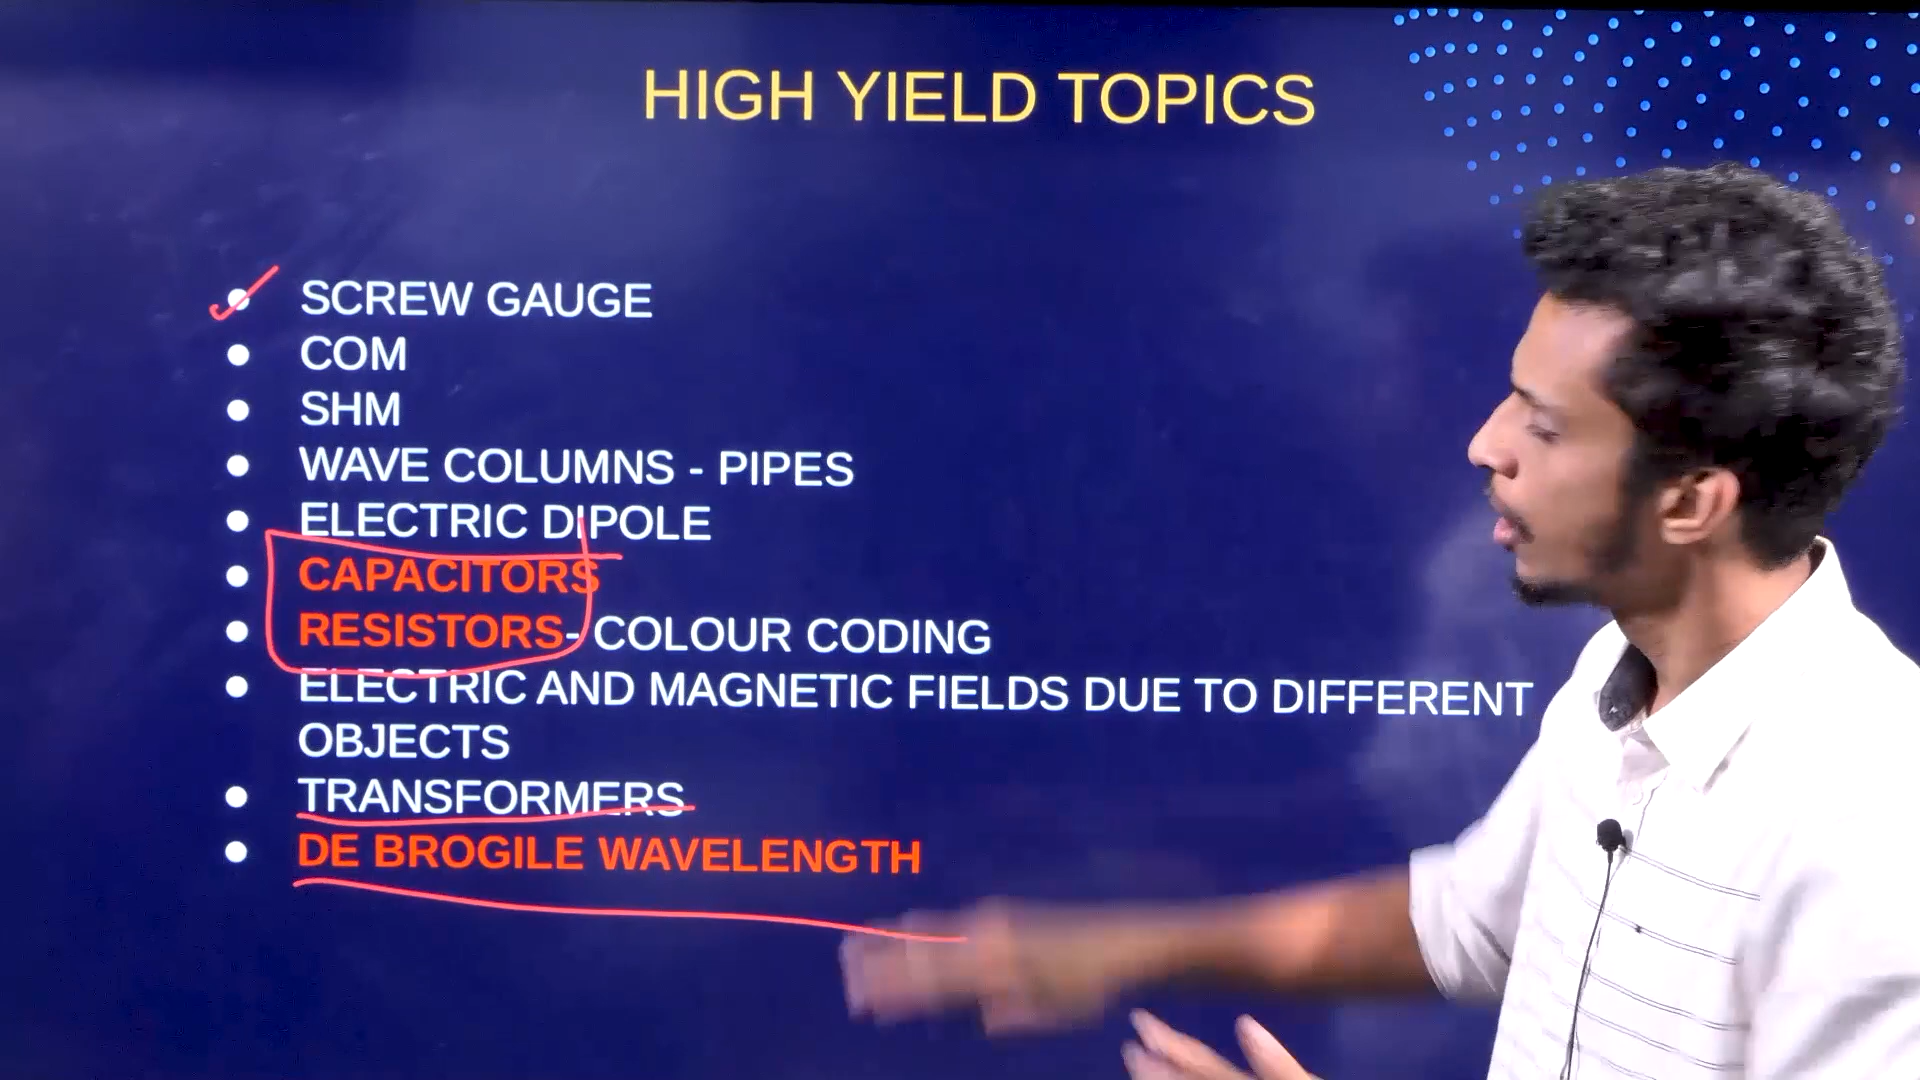 HIGH YIELD TOPICS
SCREW GAUGE
COM
SHM
WAVE COLUMNS - PIPES
ELECTRIC DIPOLE
CAPACITORS
RESISTORS- COLOUR CODING
ELECTRIC AND MAGNETIC FIELDS DUE TO DIFFERENT
OBJECTS
TRANSFORMERS
DE BROGILE WAVELENGTH